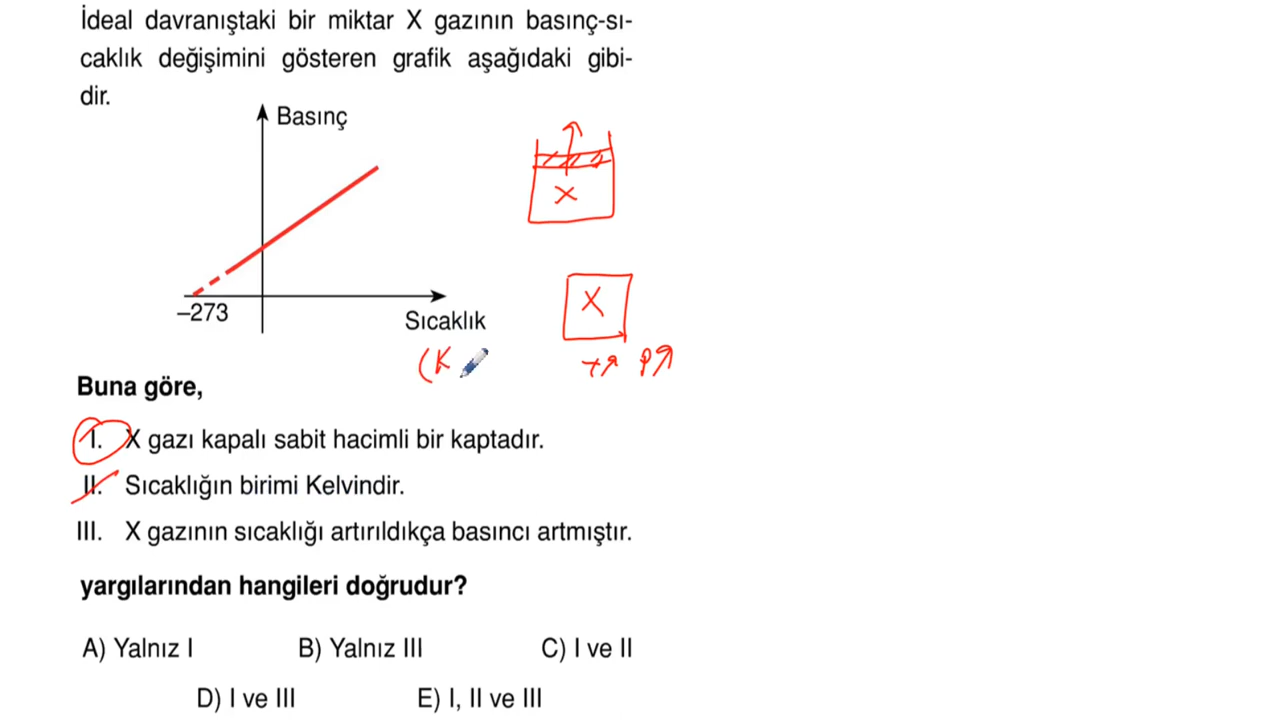 İdeal davranıştaki bir miktar X gazının basınç-sı-
caklık değişimini gösteren grafik aşağıdaki gibi-
dir.
Basınç
X
–273
Sıcaklık
X
(K
T↗ P↗
Buna göre,
I. X gazı kapalı sabit hacimli bir kaptadır.
II. Sıcaklığın birimi Kelvindir.
III. X gazının sıcaklığı artırıldıkça basıncı artmıştır.
yargılarından hangileri doğrudur?
A) Yalnız I B) Yalnız III C) I ve II
D) I ve III E) I, II ve III